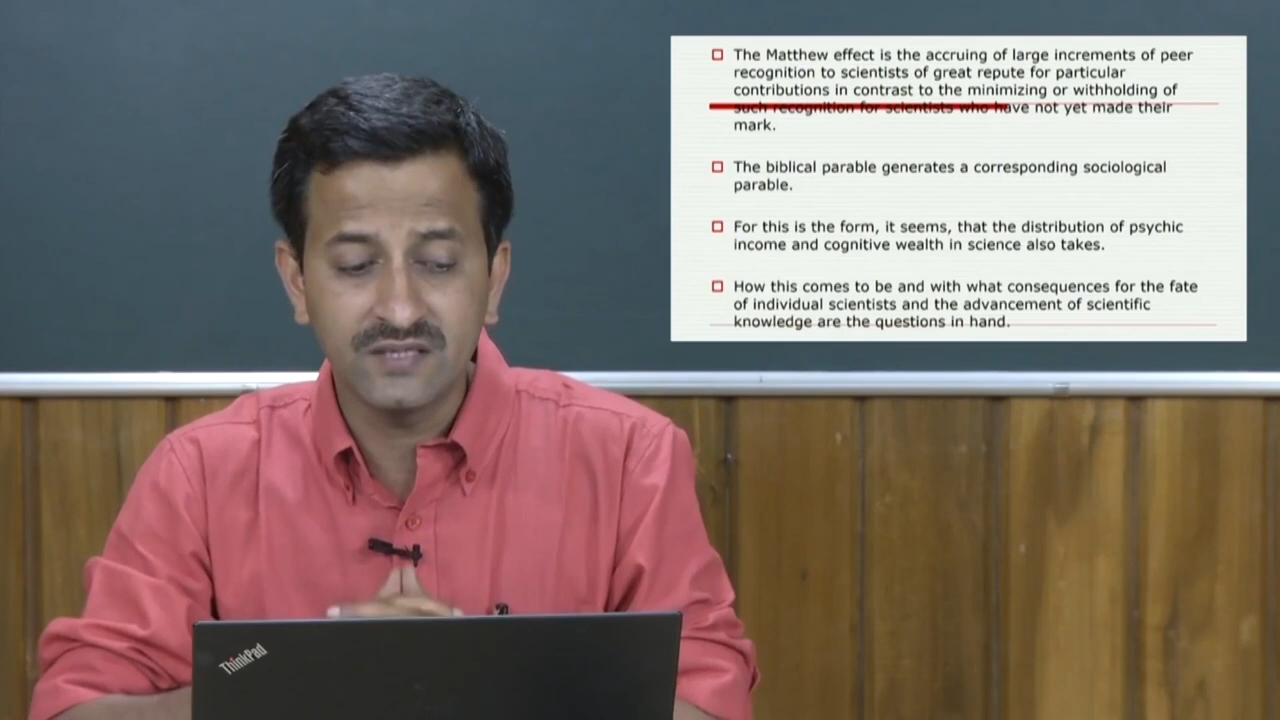 The Matthew effect is the accruing of large increments of peer
recognition to scientists of great repute for particular
contributions in contrast to the minimizing or withholding of
such recognition for scientists who have not yet made their
mark.
The biblical parable generates a corresponding sociological
parable.
For this is the form, it seems, that the distribution of psychic
income and cognitive wealth in science also takes.
How this comes to be and with what consequences for the fate
of individual scientists and the advancement of scientific
knowledge are the questions in hand.
ThinkPad